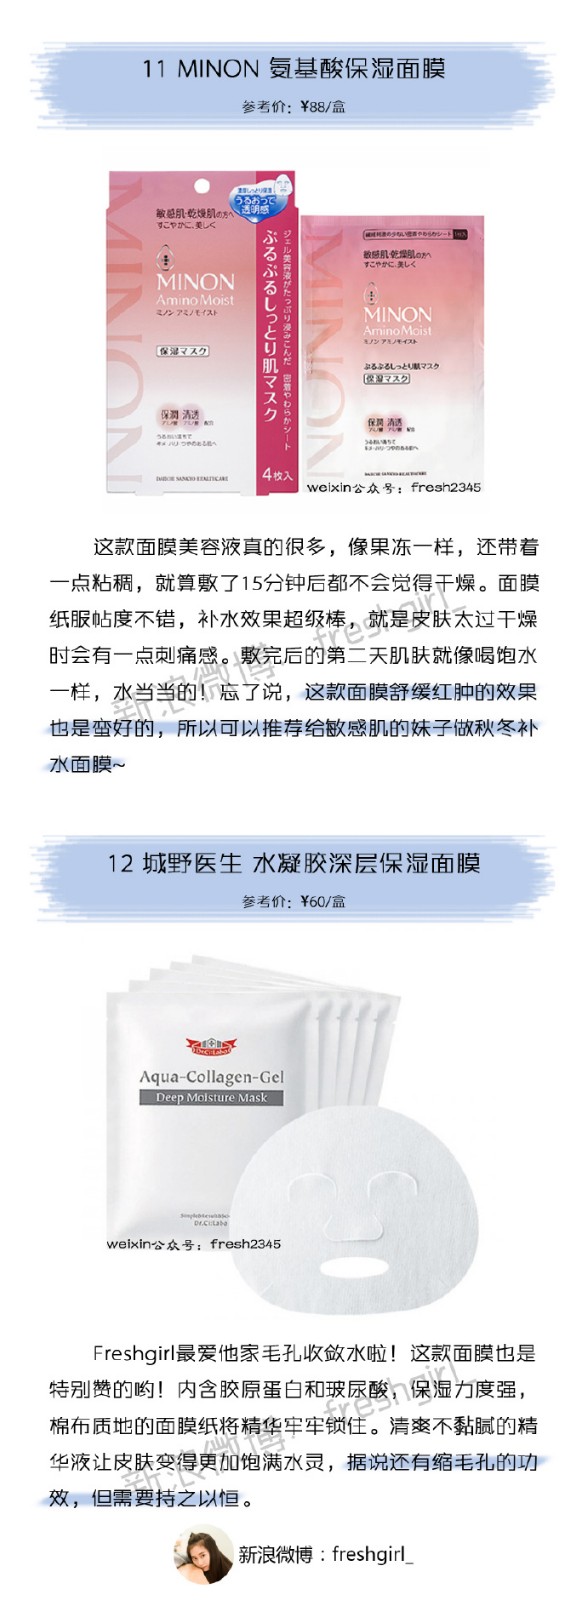 11 MINON 氨基酸保湿面膜
参考价：¥88/盒
MINON
敏感肌·乾燥肌の方へ
すこやかに、美しく
うるおって
透明感
MINON
Amino Moist
ミノン アミノモイスト
保湿マスク
保潤 清透
ジェル美容液がたっぷり浸みこんだ 密着やわらかシート
ぷるぷるしっとり肌マスク
4枚入
MINON
敏感肌·乾燥肌の方へ
すこやかに、美しく
MINON
Amino Moist
ミノン アミノモイスト
ぷるぷるしっとり肌マスク
保湿マスク
保潤 清透
weixin公众号：fresh2345
这款面膜美容液真的很多，像果冻一样，还带着
一点粘稠，就算敷了15分钟后都不会觉得干燥。面膜
纸服帖度不错，补水效果超级棒，就是皮肤太过干燥
时会有一点刺痛感。敷完后的第二天肌肤就像喝饱水
一样，水当当的！忘了说，这款面膜舒缓红肿的效果
也是蛮好的，所以可以推荐给敏感肌的妹子做秋冬补
水面膜~
新浪微博：freshgirl_
12 城野医生 水凝胶深层保湿面膜
参考价：¥60/盒
Dr.Ci:Labo
Aqua-Collagen-Gel
Deep Moisture Mask
Dr.Ci:Labo
weixin公众号：fresh2345
Freshgirl最爱他家毛孔收敛水啦！这款面膜也是
特别赞的哟！内含胶原蛋白和玻尿酸，保湿力度强，
棉布质地的面膜纸将精华牢牢锁住。清爽不黏腻的精
华液让皮肤变得更加饱满水灵，据说还有缩毛孔的功
效，但需要持之以恒。
新浪微博：freshgirl_
新浪微博：freshgirl_